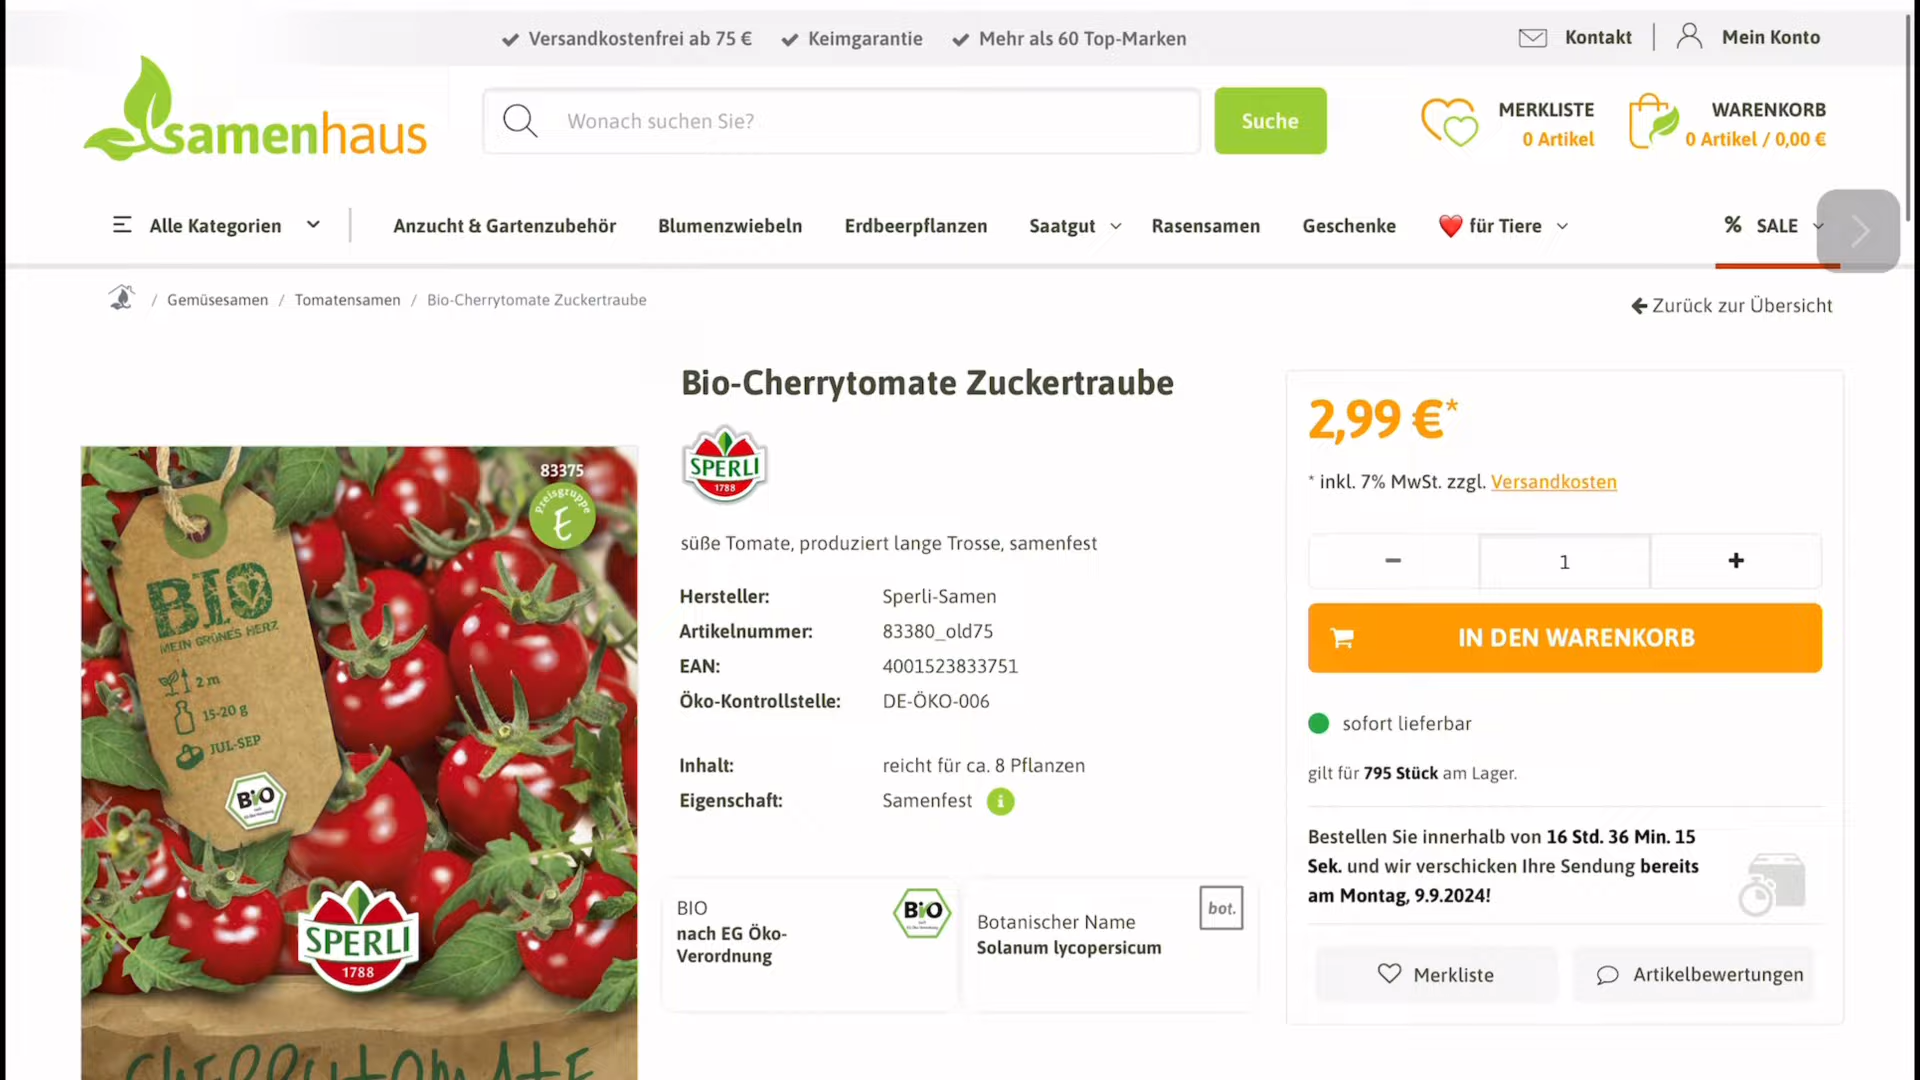 Versandkostenfrei ab 75 €
Keimgarantie
Mehr als 60 Top-Marken
Kontakt
Mein Konto
samenhaus
Wonach suchen Sie?
Suche
MERKLISTE
0 Artikel
WARENKORB
0 Artikel / 0,00 €
Alle Kategorien
Anzucht & Gartenzubehör
Blumenzwiebeln
Erdbeerpflanzen
Saatgut
Rasensamen
Geschenke
für Tiere
% SALE
/ Gemüsesamen / Tomatensamen / Bio-Cherrytomate Zuckertraube
Zurück zur Übersicht
83375
Preisgruppe
E
BIO
MEIN GRÜNES HERZ
2 m
15-20 g
JUL-SEP
BiO
SPERLI
1788
CHERRYTOMATE
Bio-Cherrytomate Zuckertraube
SPERLI
1788
süße Tomate, produziert lange Trosse, samenfest
Hersteller: Sperli-Samen
Artikelnummer: 83380_old75
EAN: 4001523833751
Öko-Kontrollstelle: DE-ÖKO-006
Inhalt: reicht für ca. 8 Pflanzen
Eigenschaft: Samenfest i
BIO
nach EG Öko-
Verordnung
BiO
Botanischer Name
Solanum lycopersicum
bot.
2,99 €*
* inkl. 7% MwSt. zzgl. Versandkosten
− 1 +
IN DEN WARENKORB
sofort lieferbar
gilt für 795 Stück am Lager.
Bestellen Sie innerhalb von 16 Std. 36 Min. 15
Sek. und wir verschicken Ihre Sendung bereits
am Montag, 9.9.2024!
Merkliste
Artikelbewertungen